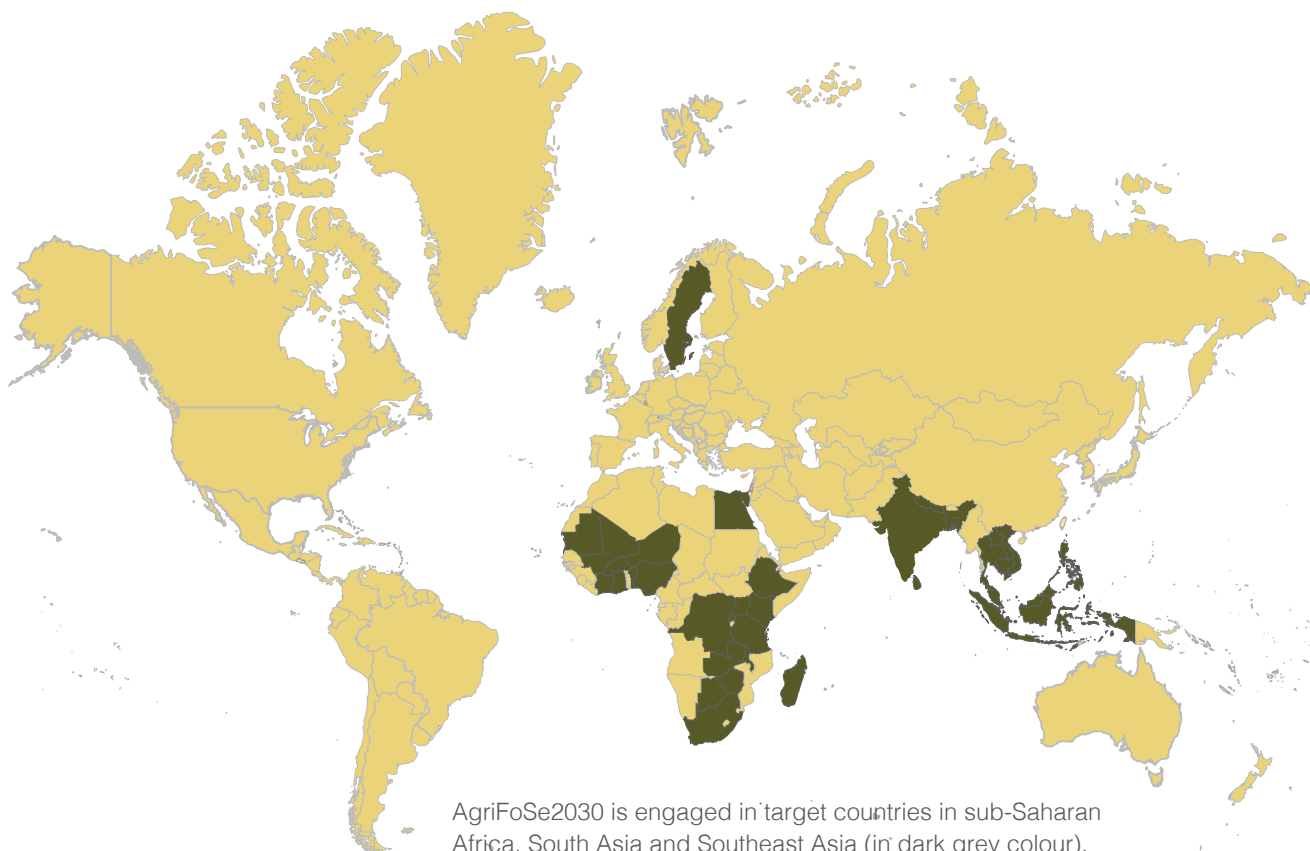 AgriFoSe2030 is engaged in target countries in sub-Saharan
Africa, South Asia and Southeast Asia (in dark grey colour).